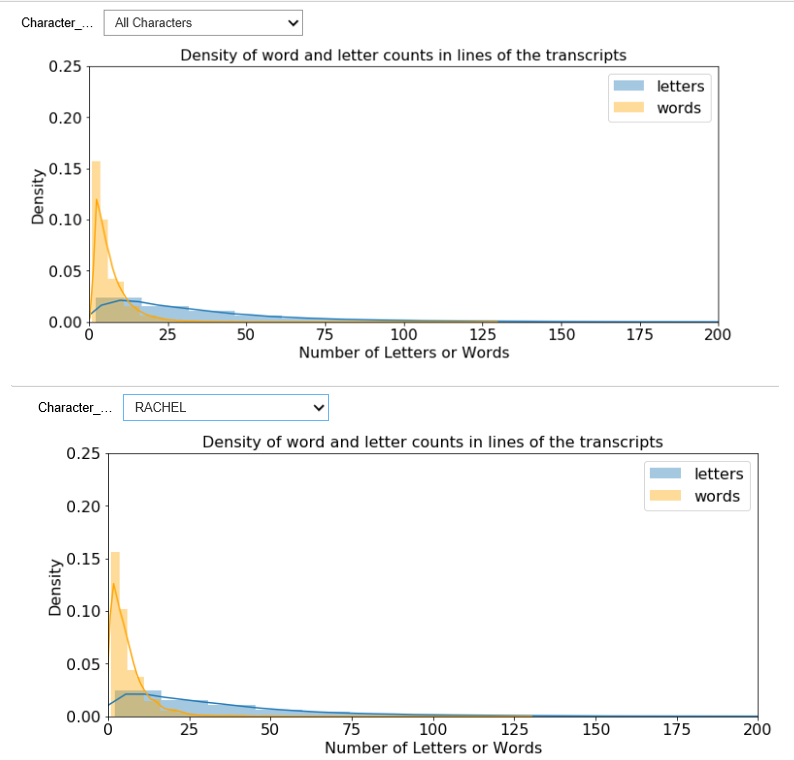 Character_... All Characters
Density of word and letter counts in lines of the transcripts
0.25
0.20
0.15
0.10
0.05
0.00
Density
letters
words
0 25 50 75 100 125 150 175 200
Number of Letters or Words
Character_... RACHEL
Density of word and letter counts in lines of the transcripts
0.25
0.20
0.15
0.10
0.05
0.00
Density
letters
words
0 25 50 75 100 125 150 175 200
Number of Letters or Words